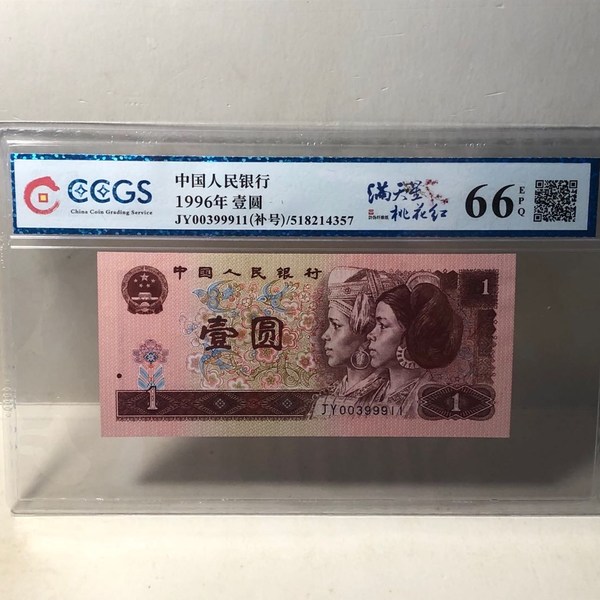 CCGS
China Coin Grading Service
中国人民银行
1996年 壹圆
JY00399911(补号)/518214357
满天星
桃花红
66
EPQ
中国人民银行
壹圆
1
1
1
JY00399911